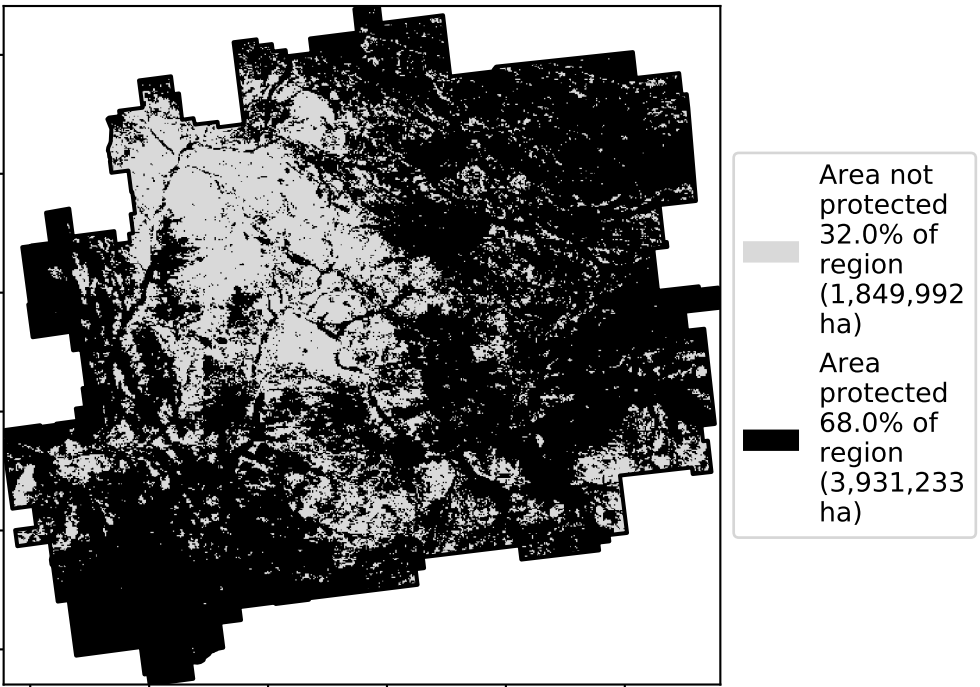 Area not
protected
32.0% of
region
(1,849,992
ha)
Area
protected
68.0% of
region
(3,931,233
ha)